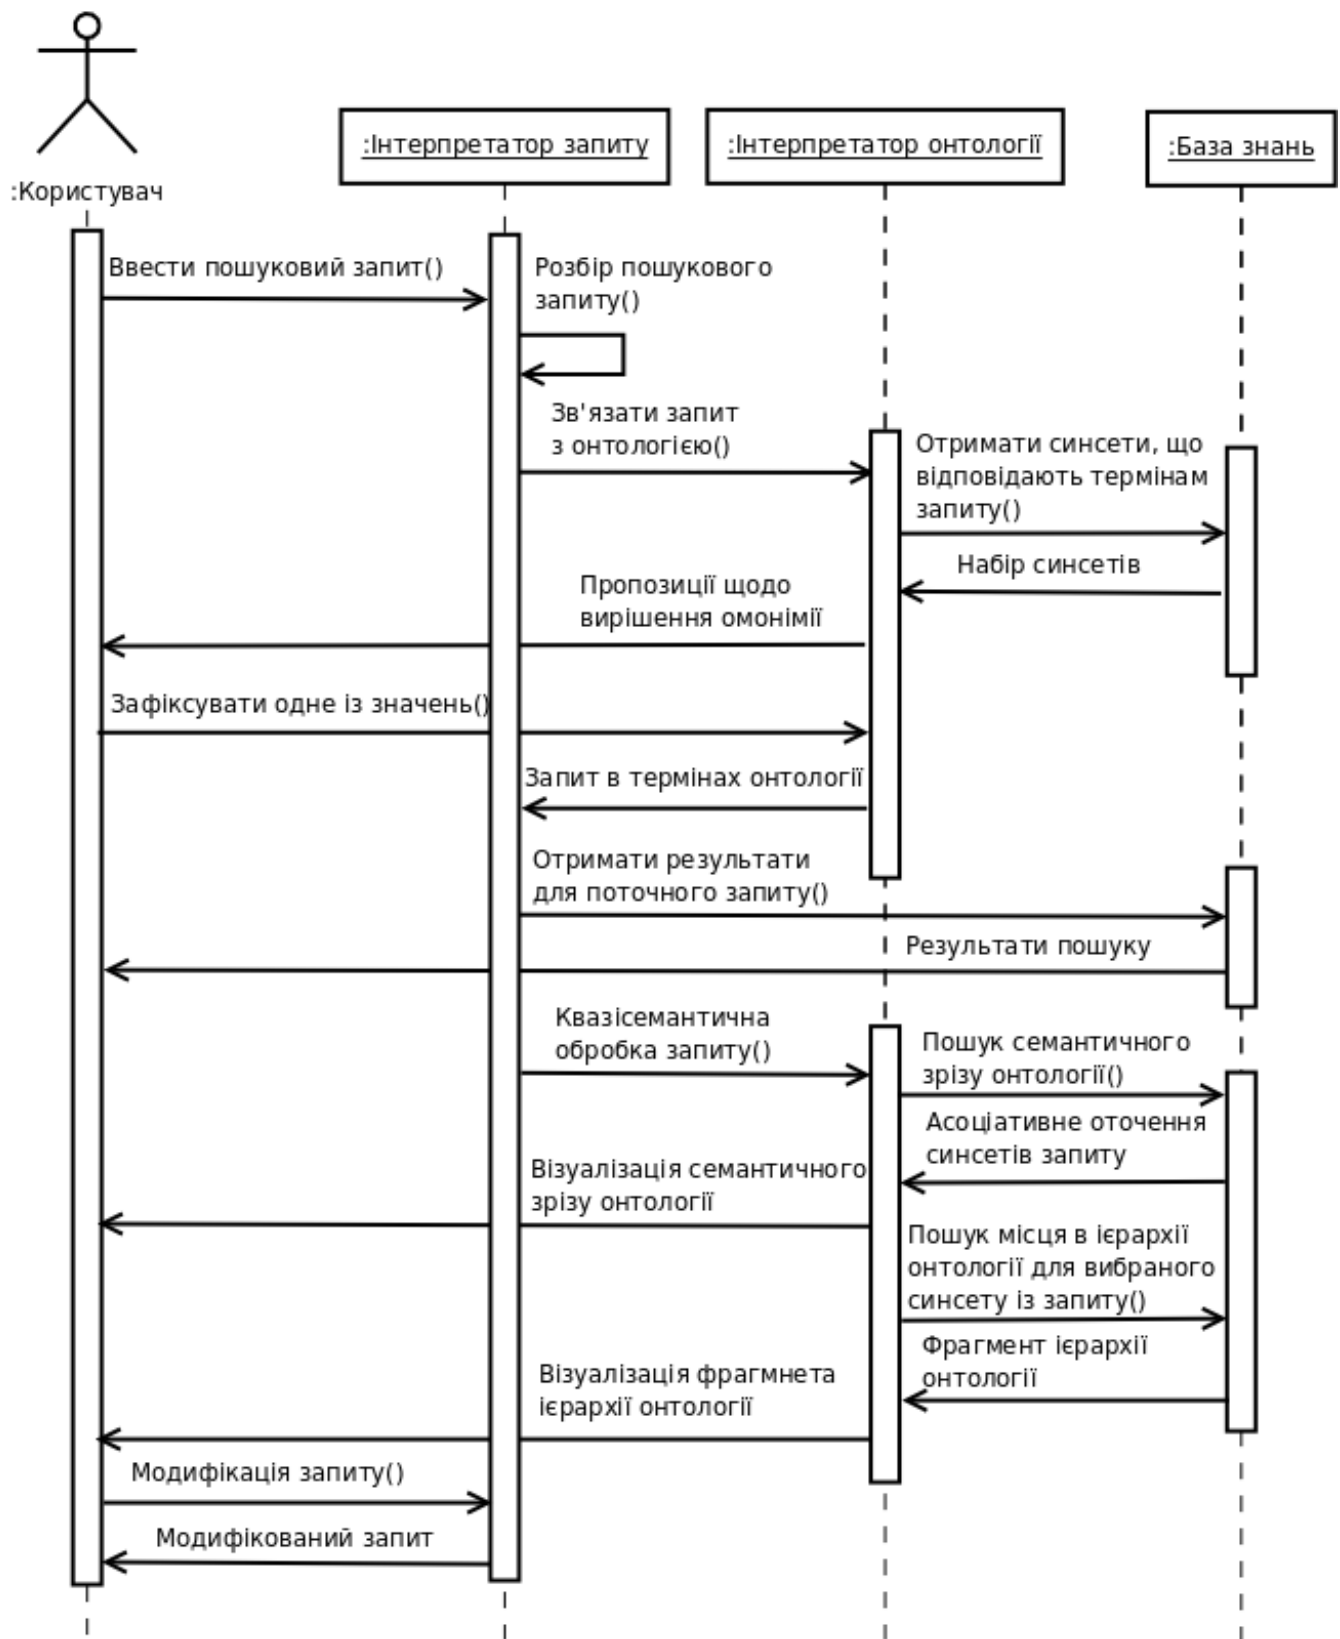 :Користувач
:Інтерпретатор запиту
:Інтерпретатор онтології
:База знань
Ввести пошуковий запит()
Розбір пошукового
запиту()
Зв'язати запит
з онтологією()
Отримати синсети, що
відповідають термінам
запиту()
Набір синсетів
Пропозиції щодо
вирішення омонімії
Зафіксувати одне із значень()
Запит в термінах онтології
Отримати результати
для поточного запиту()
Результати пошуку
Квазісемантична
обробка запиту()
Пошук семантичного
зрізу онтології()
Асоціативне оточення
синсетів запиту
Візуалізація семантичного
зрізу онтології
Пошук місця в ієрархії
онтології для вибраного
синсету із запиту()
Фрагмент ієрархії
онтології
Візуалізація фрагмнета
ієрархії онтології
Модифікація запиту()
Модифікований запит